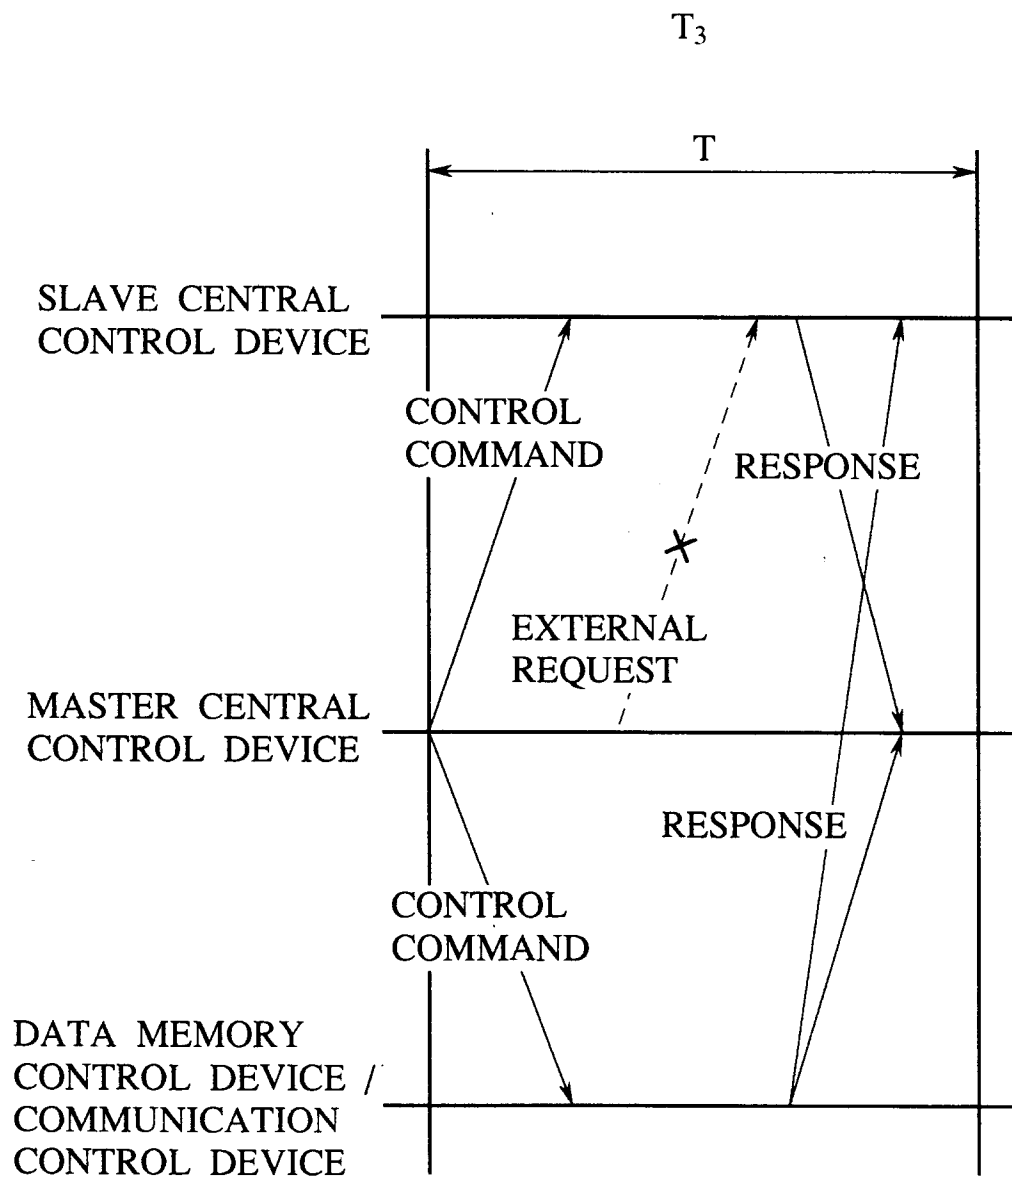 T3
T
SLAVE CENTRAL
CONTROL DEVICE
CONTROL
COMMAND
RESPONSE
EXTERNAL
REQUEST
MASTER CENTRAL
CONTROL DEVICE
RESPONSE
CONTROL
COMMAND
DATA MEMORY
CONTROL DEVICE /
COMMUNICATION
CONTROL DEVICE